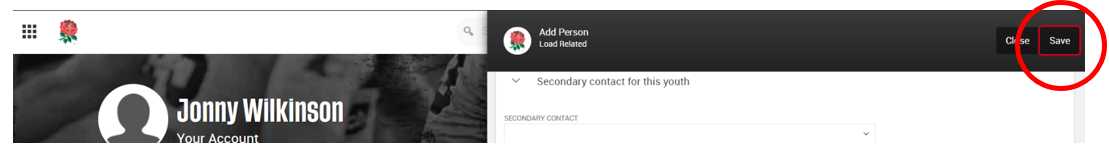 Add Person
Load Related
Close
Save
Jonny Wilkinson
Your Account
Secondary contact for this youth
SECONDARY CONTACT